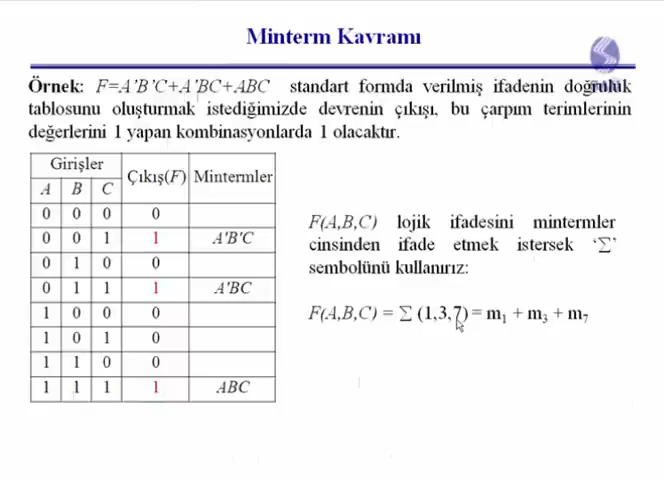 Minterm Kavramı
Örnek: F=A'B'C+A'BC+ABC standart formda verilmiş ifadenin doğruluk
tablosunu oluşturmak istediğimizde devrenin çıkışı, bu çarpım terimlerinin
değerlerini 1 yapan kombinasyonlarda 1 olacaktır.
Girişler Çıkış(F) Mintermler
A B C
0 0 0 0
0 0 1 1 A'B'C
0 1 0 0
0 1 1 1 A'BC
1 0 0 0
1 0 1 0
1 1 0 0
1 1 1 1 ABC
F(A,B,C) lojik ifadesini mintermler
cinsinden ifade etmek istersek ‘∑’
sembolünü kullanırız:
F(A,B,C) = ∑ (1,3,7) = m₁ + m₃ + m₇